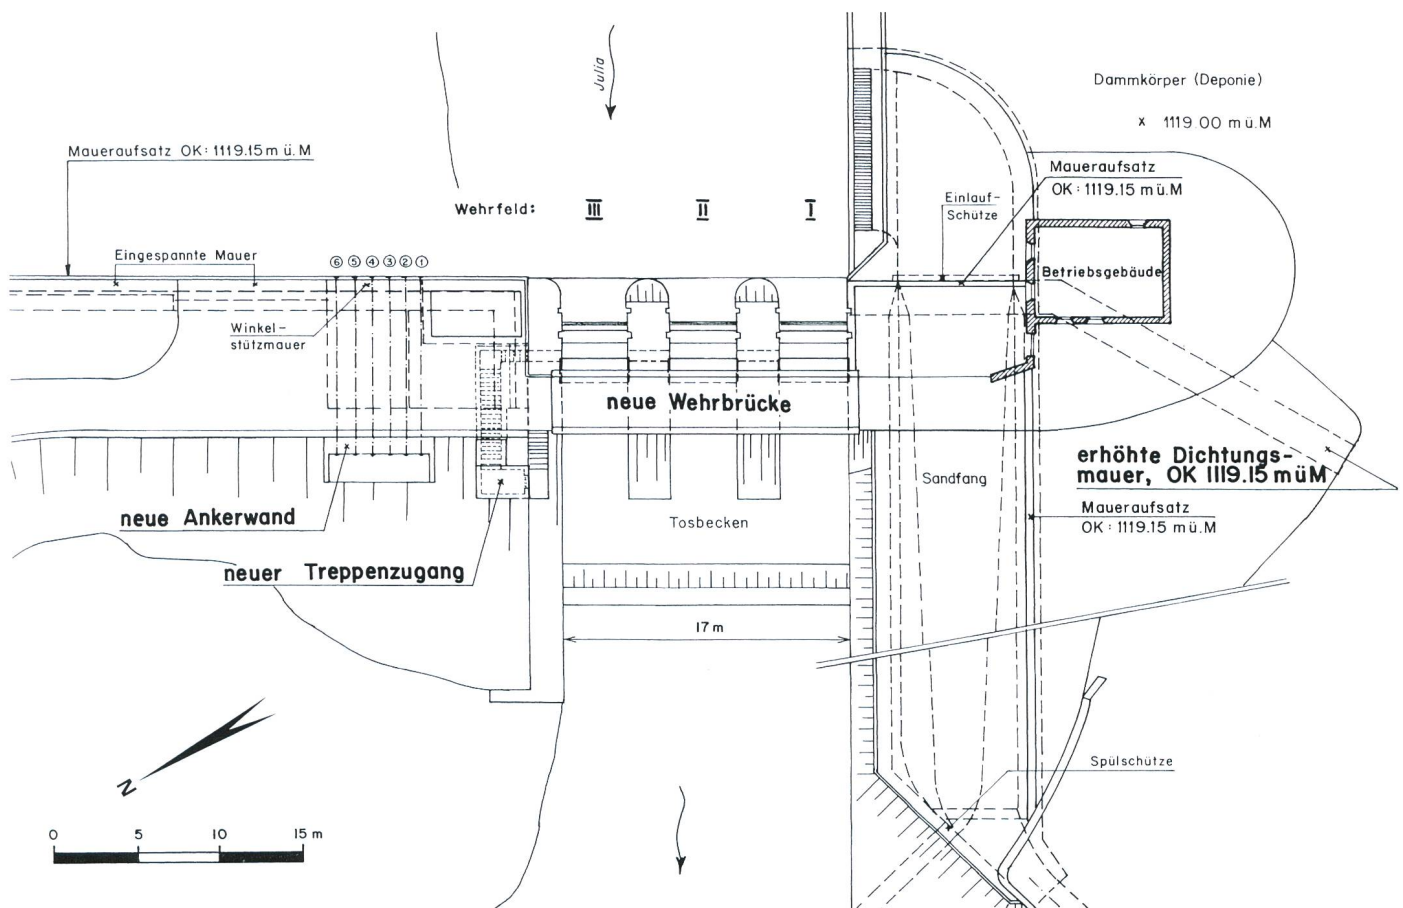 Julia
Dammkörper (Deponie)
x 1119.00 m ü.M
Maueraufsatz OK: 1119.15 m ü.M
Maueraufsatz
OK: 1119.15 mü.M
Wehrfeld: III II I
Einlauf-
Schütze
Eingespannte Mauer
6 5 4 3 2 1
Betriebsgebäude
Winkel-
stützmauer
neue Wehrbrücke
erhöhte Dichtungs-
mauer, OK 1119.15 müM
Sandfang
Maueraufsatz
OK: 1119.15 mü.M
neue Ankerwand
Tosbecken
neuer Treppenzugang
17 m
Spülschütze
N
0 5 10 15 m